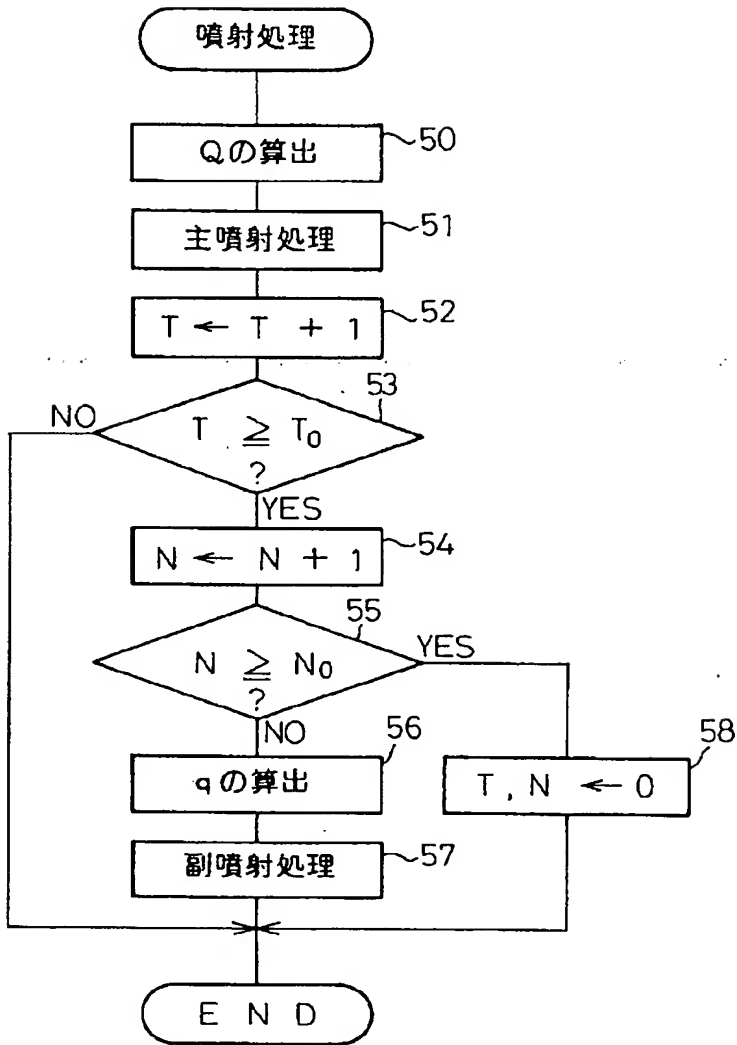 噴射処理
Qの算出
50
主噴射処理
51
T ← T + 1
52
53
NO
T ≧ T0
?
YES
N ← N + 1
54
55
YES
N ≧ N0
?
NO
56
qの算出
58
T, N ← 0
副噴射処理
57
END